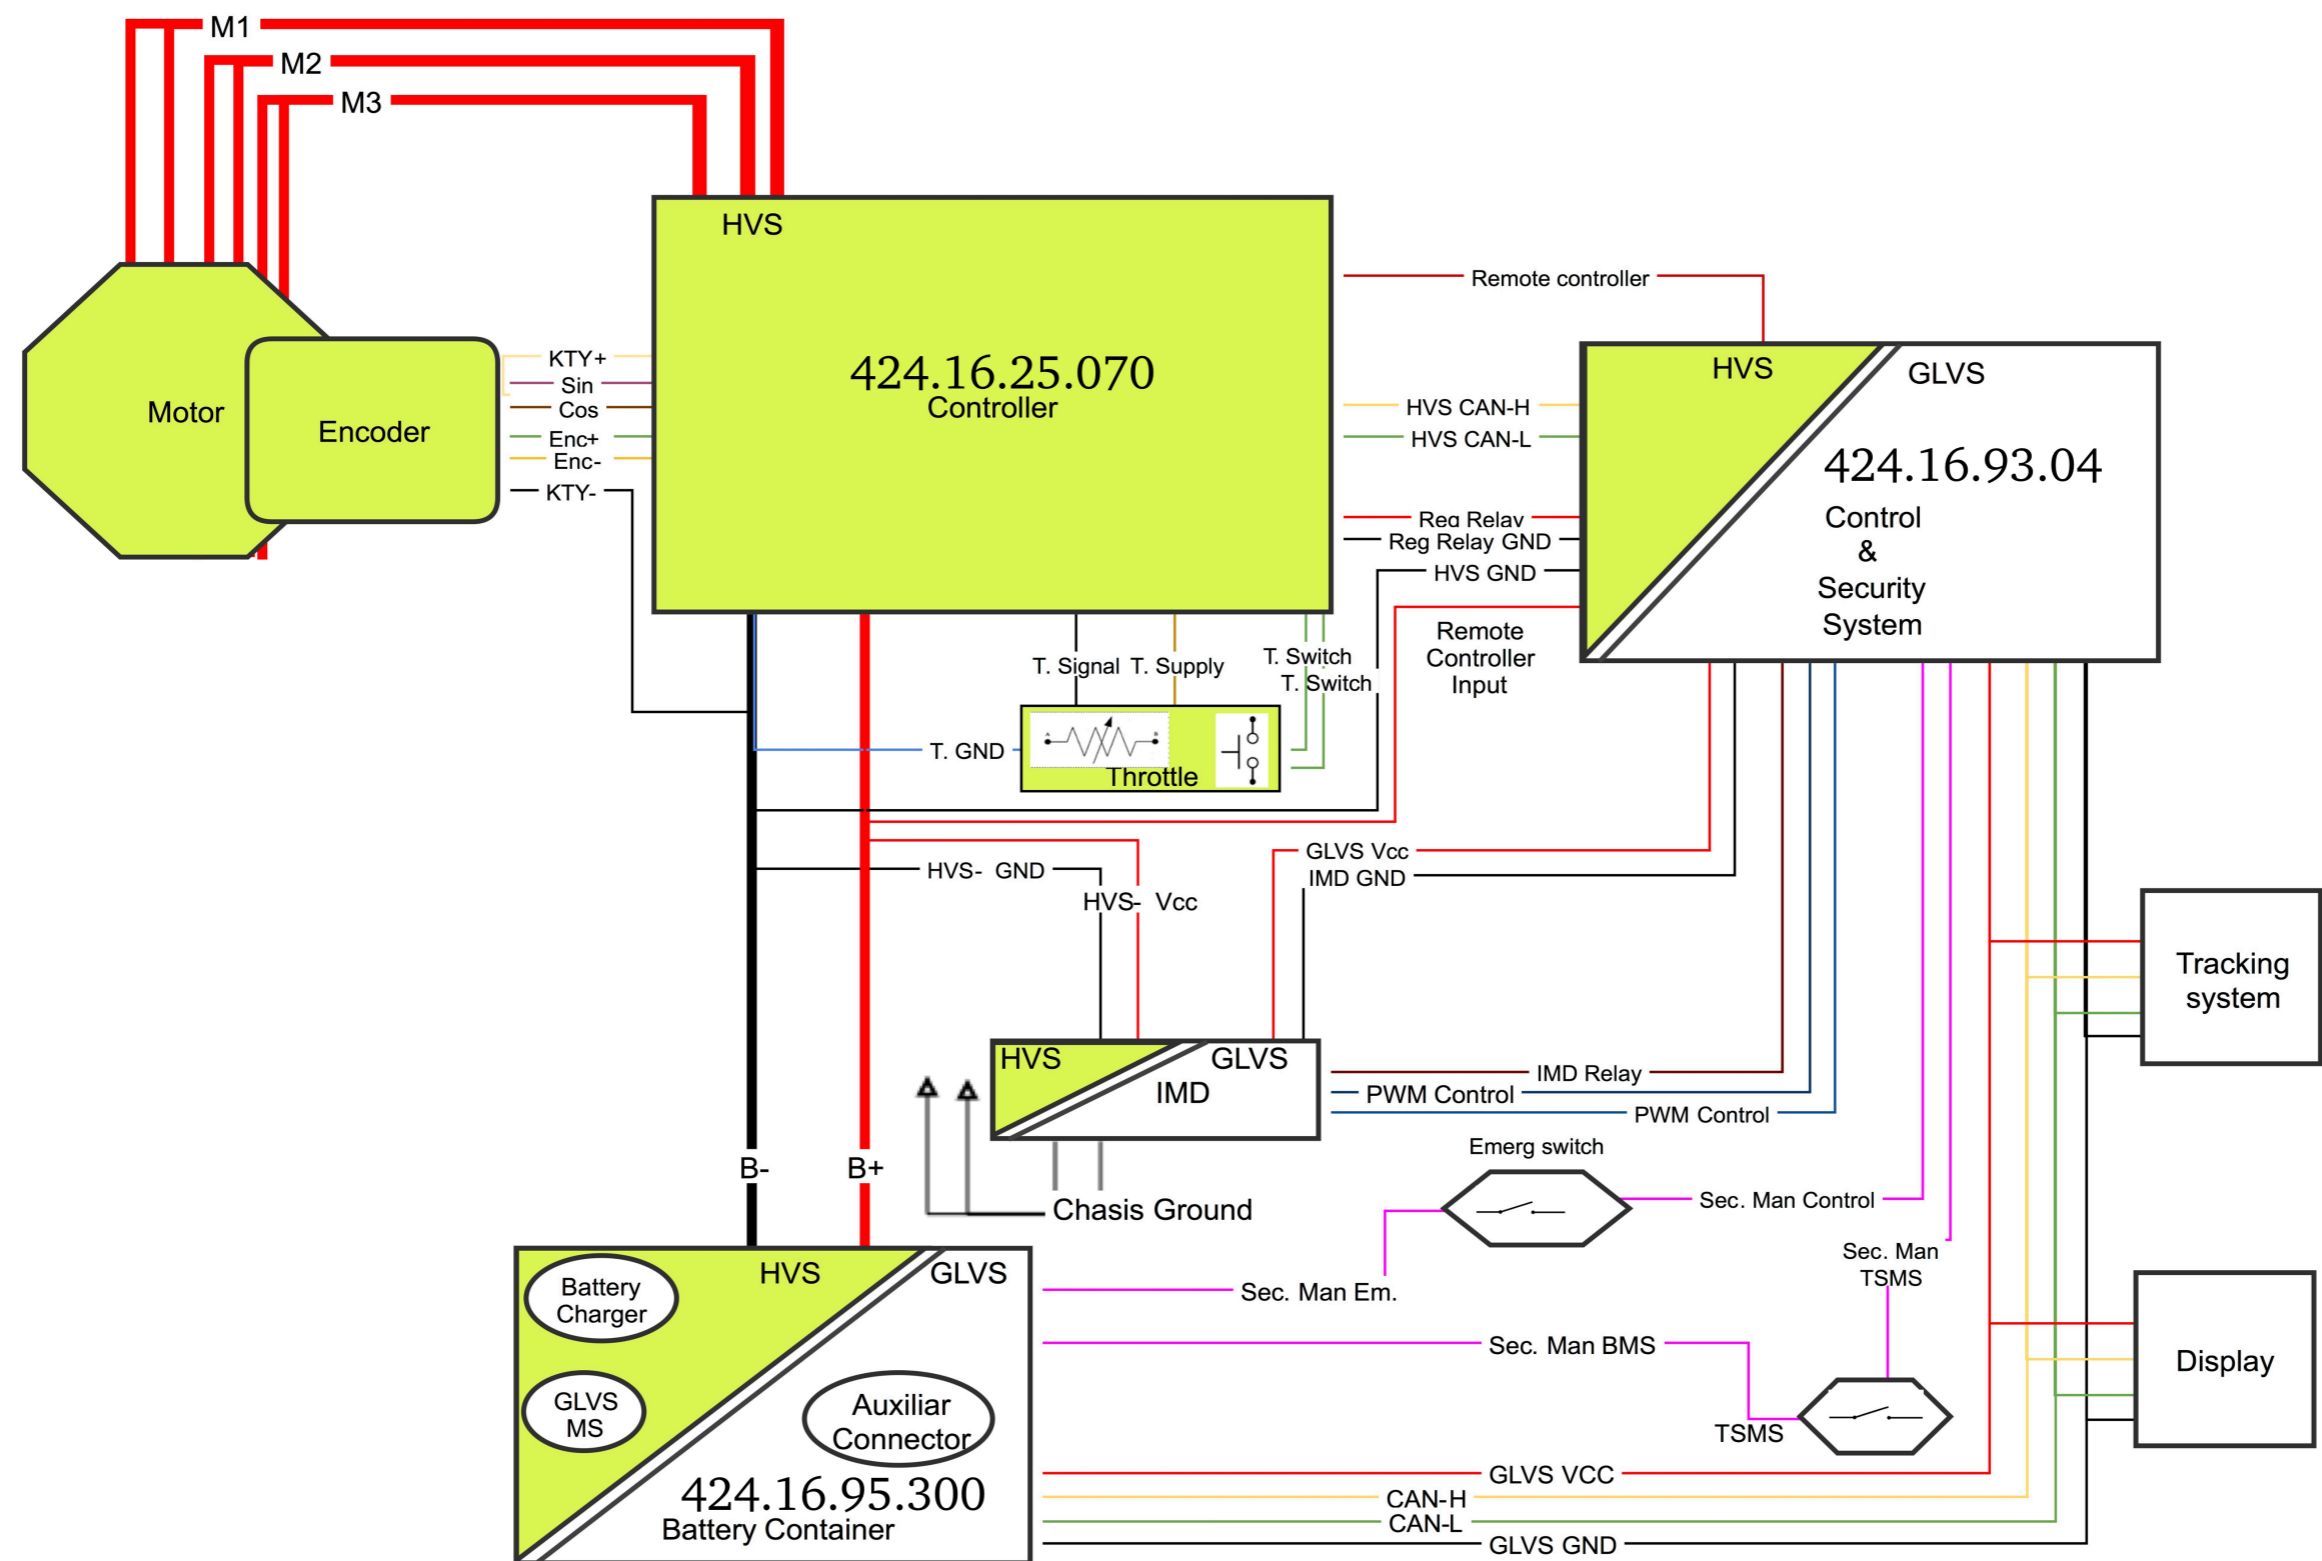 M1
M2
M3
HVS
424.16.25.070
Controller
Motor
Encoder
KTY+
Sin
Cos
Enc+
Enc-
KTY-
Remote controller
HVS CAN-H
HVS CAN-L
Reg Relay
Reg Relay GND
HVS GND
Remote
Controller
Input
HVS
GLVS
424.16.93.04
Control
&
Security
System
T. Signal
T. Supply
T. Switch
T. Switch
T. GND
Throttle
HVS- GND
HVS- Vcc
GLVS Vcc
IMD GND
HVS
GLVS
IMD
IMD Relay
PWM Control
PWM Control
Tracking
system
B-
B+
Chasis Ground
Emerg switch
Sec. Man Control
Sec. Man
TSMS
Sec. Man Em.
Sec. Man BMS
TSMS
Display
Battery
Charger
HVS
GLVS
GLVS
MS
Auxiliar
Connector
424.16.95.300
Battery Container
GLVS VCC
CAN-H
CAN-L
GLVS GND